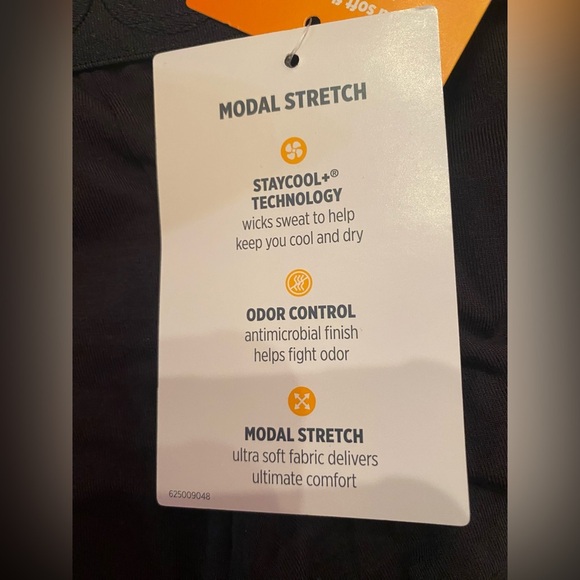 a soft &
MODAL STRETCH
STAYCOOL+®
TECHNOLOGY
wicks sweat to help
keep you cool and dry
ODOR CONTROL
antimicrobial finish
helps fight odor
MODAL STRETCH
ultra soft fabric delivers
ultimate comfort
625009048